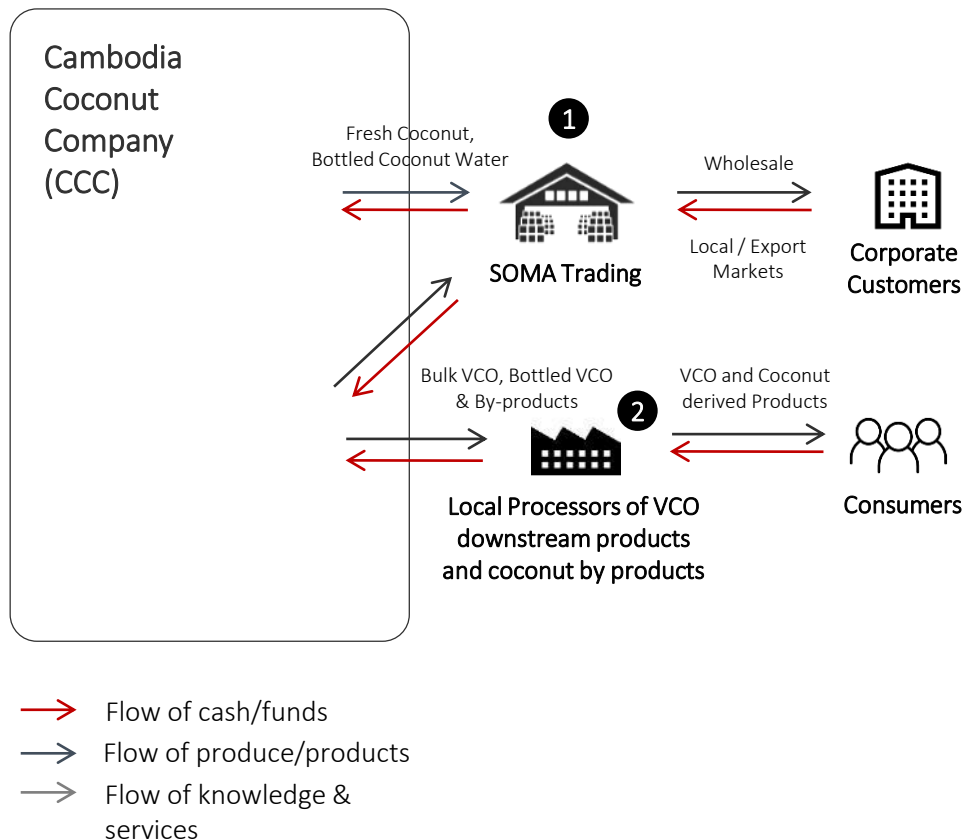 Cambodia
Coconut
Company
(CCC)
1
Fresh Coconut,
Bottled Coconut Water
Wholesale
SOMA Trading
Local / Export
Markets
Corporate
Customers
Bulk VCO, Bottled VCO
& By-products
2
VCO and Coconut
derived Products
Local Processors of VCO
downstream products
and coconut by products
Consumers
Flow of cash/funds
Flow of produce/products
Flow of knowledge &
services